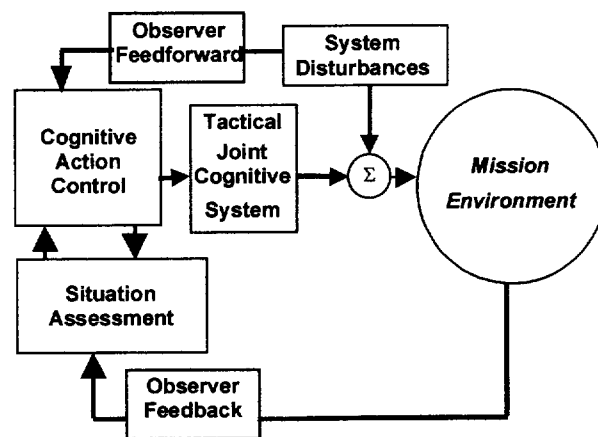 Observer
Feedforward
System
Disturbances
Cognitive
Action
Control
Tactical
Joint
Cognitive
System
Σ
Mission
Environment
Situation
Assessment
Observer
Feedback